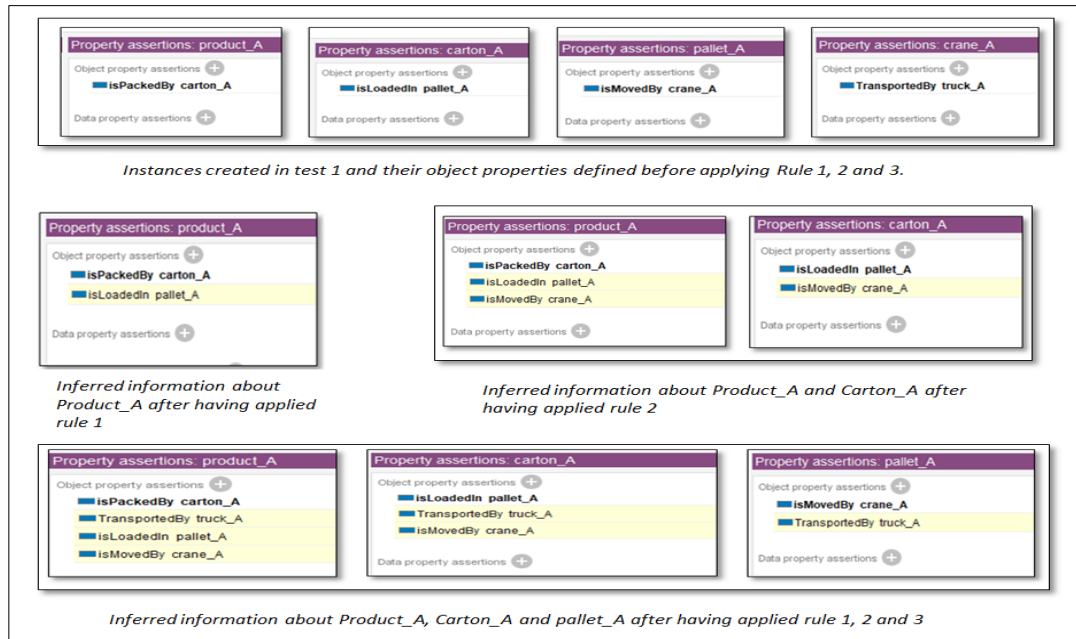 Property assertions: product_A
Object property assertions
isPackedBy carton_A
Data property assertions
Property assertions: carton_A
Object property assertions
isLoadedIn pallet_A
Data property assertions
Property assertions: pallet_A
Object property assertions
isMovedBy crane_A
Data property assertions
Property assertions: crane_A
Object property assertions
TransportedBy truck_A
Data property assertions
Instances created in test 1 and their object properties defined before applying Rule 1, 2 and 3.
Property assertions: product_A
Object property assertions
isPackedBy carton_A
isLoadedIn pallet_A
Data property assertions
Inferred information about
Product_A after having applied
rule 1
Property assertions: product_A
Object property assertions
isPackedBy carton_A
isLoadedIn pallet_A
isMovedBy crane_A
Data property assertions
Property assertions: carton_A
Object property assertions
isLoadedIn pallet_A
isMovedBy crane_A
Data property assertions
Inferred information about Product_A and Carton_A after
having applied rule 2
Property assertions: product_A
Object property assertions
isPackedBy carton_A
TransportedBy truck_A
isLoadedIn pallet_A
isMovedBy crane_A
Property assertions: carton_A
Object property assertions
isLoadedIn pallet_A
TransportedBy truck_A
isMovedBy crane_A
Data property assertions
Property assertions: pallet_A
Object property assertions
isMovedBy crane_A
TransportedBy truck_A
Data property assertions
Inferred information about Product_A, Carton_A and pallet_A after having applied rule 1, 2 and 3